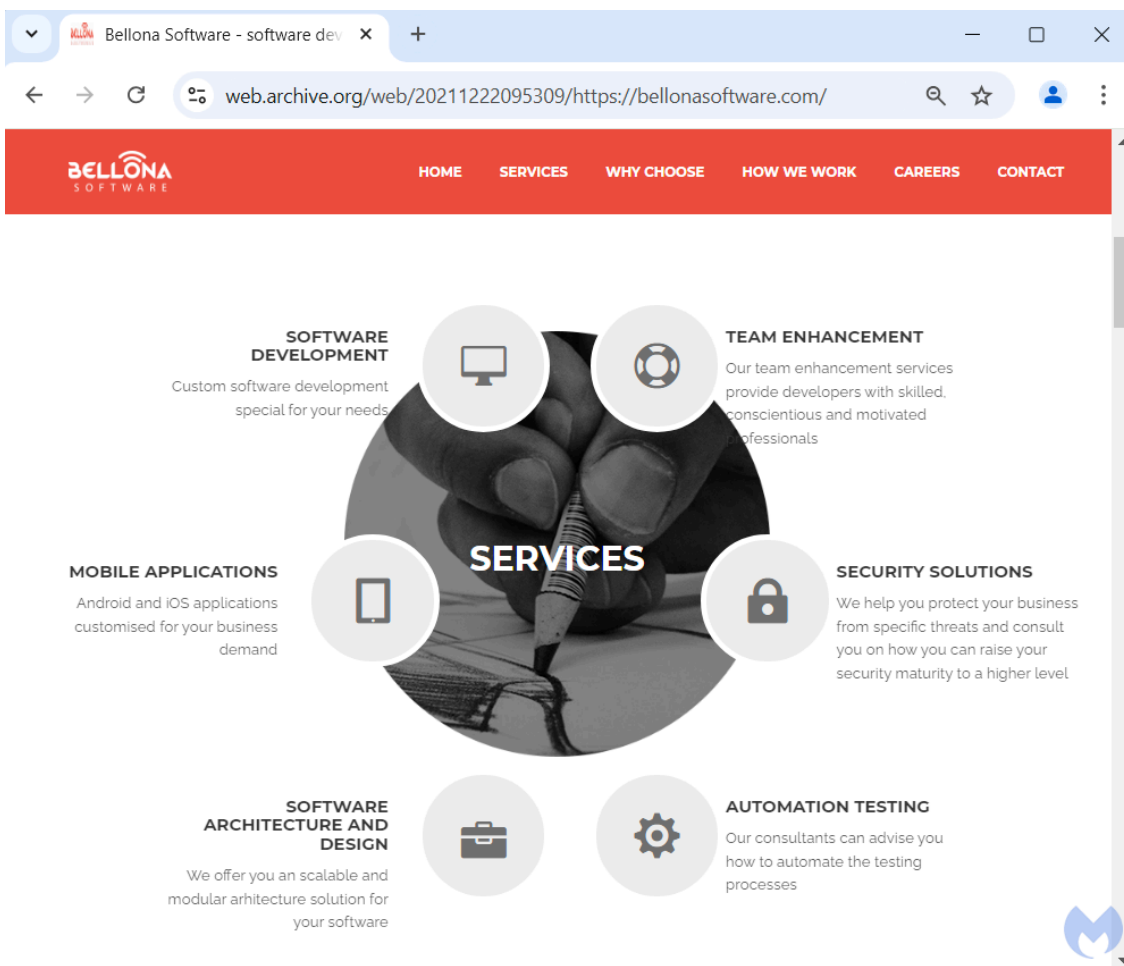 Bellona Software - software dev
web.archive.org/web/20211222095309/https://bellonasoftware.com/
BELLONA
SOFTWARE
HOME SERVICES WHY CHOOSE HOW WE WORK CAREERS CONTACT
SOFTWARE
DEVELOPMENT
Custom software development
special for your needs
TEAM ENHANCEMENT
Our team enhancement services
provide developers with skilled,
conscientious and motivated
professionals
SERVICES
MOBILE APPLICATIONS
Android and iOS applications
customised for your business
demand
SECURITY SOLUTIONS
We help you protect your business
from specific threats and consult
you on how you can raise your
security maturity to a higher level
SOFTWARE
ARCHITECTURE AND
DESIGN
We offer you an scalable and
modular arhitecture solution for
your software
AUTOMATION TESTING
Our consultants can advise you
how to automate the testing
processes